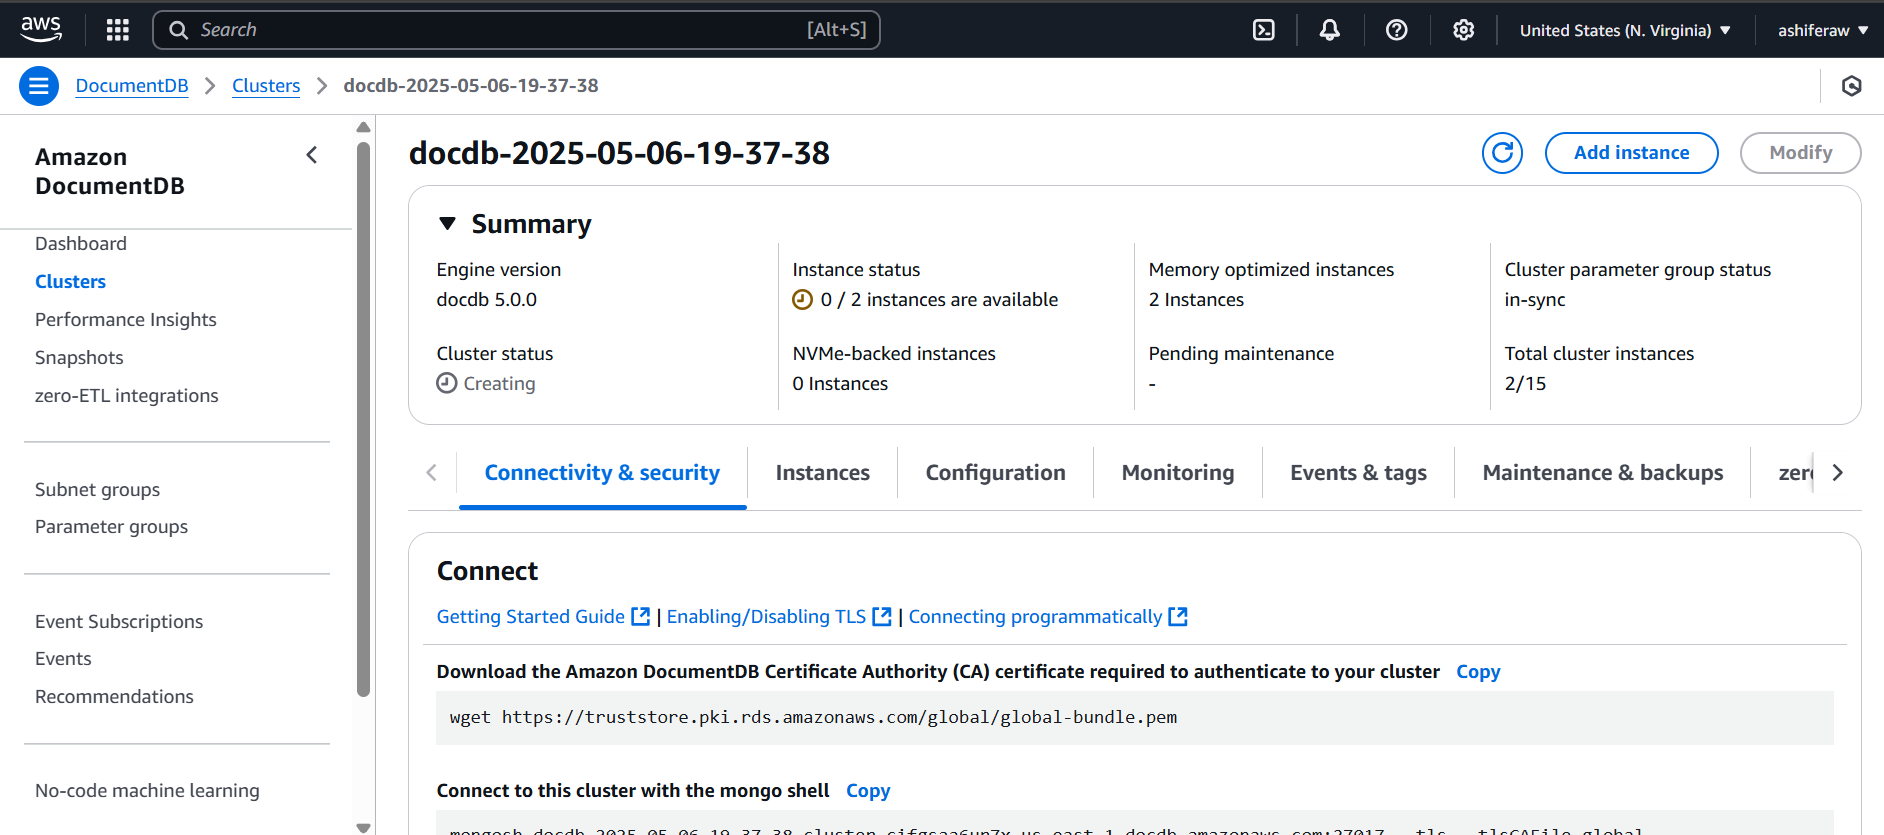 aws
Search
[Alt+S]
United States (N. Virginia)
ashiferaw
DocumentDB
Clusters
docdb-2025-05-06-19-37-38
Amazon
DocumentDB
Dashboard
Clusters
Performance Insights
Snapshots
zero-ETL integrations
Subnet groups
Parameter groups
Event Subscriptions
Events
Recommendations
No-code machine learning
docdb-2025-05-06-19-37-38
Add instance
Modify
Summary
Engine version
docdb 5.0.0
Cluster status
Creating
Instance status
0 / 2 instances are available
NVMe-backed instances
0 Instances
Memory optimized instances
2 Instances
Pending maintenance
-
Cluster parameter group status
in-sync
Total cluster instances
2/15
Connectivity & security
Instances
Configuration
Monitoring
Events & tags
Maintenance & backups
Connect
Getting Started Guide | Enabling/Disabling TLS | Connecting programmatically
Download the Amazon DocumentDB Certificate Authority (CA) certificate required to authenticate to your cluster Copy
wget https://truststore.pki.rds.amazonaws.com/global/global-bundle.pem
Connect to this cluster with the mongo shell Copy